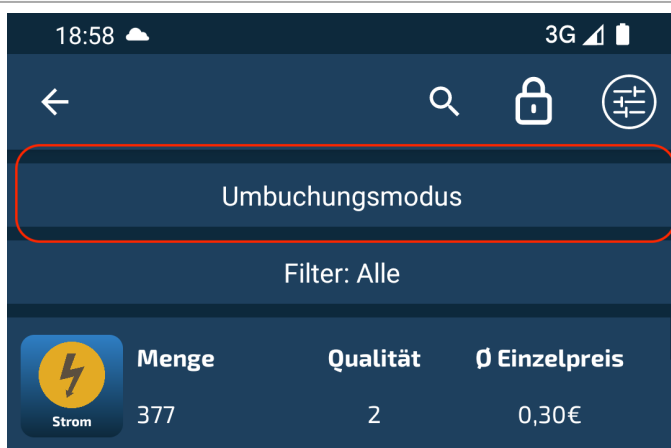 18:58 3G
Umbuchungsmodus
Filter: Alle
Menge Qualität Ø Einzelpreis
Strom 377 2 0,30€